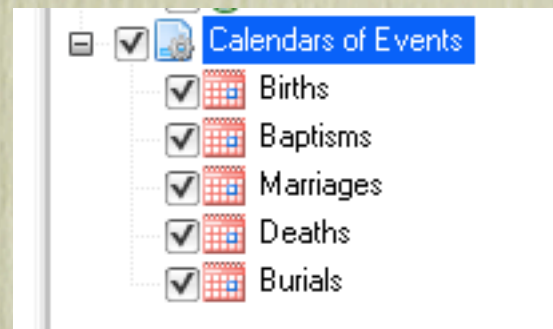 Calendars of Events
Births
Baptisms
Marriages
Deaths
Burials